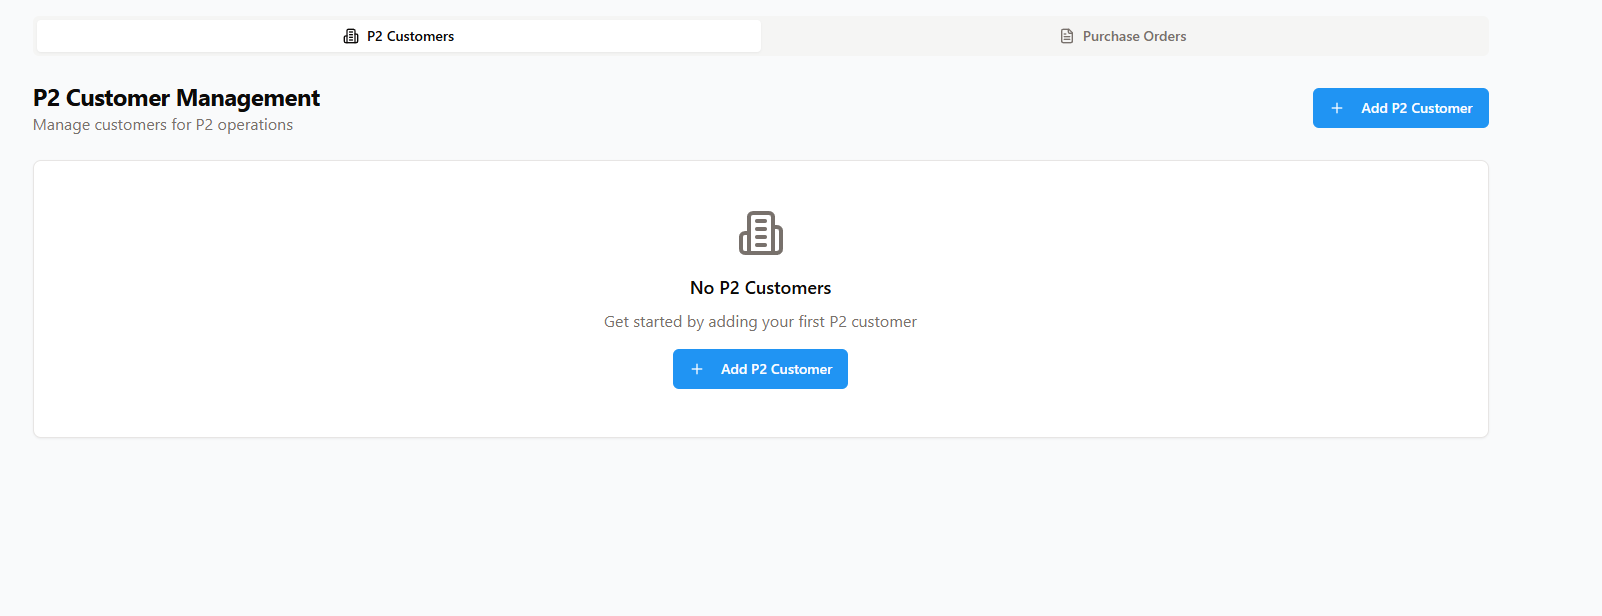 P2 Customers
Purchase Orders
P2 Customer Management
Manage customers for P2 operations
Add P2 Customer
No P2 Customers
Get started by adding your first P2 customer
Add P2 Customer